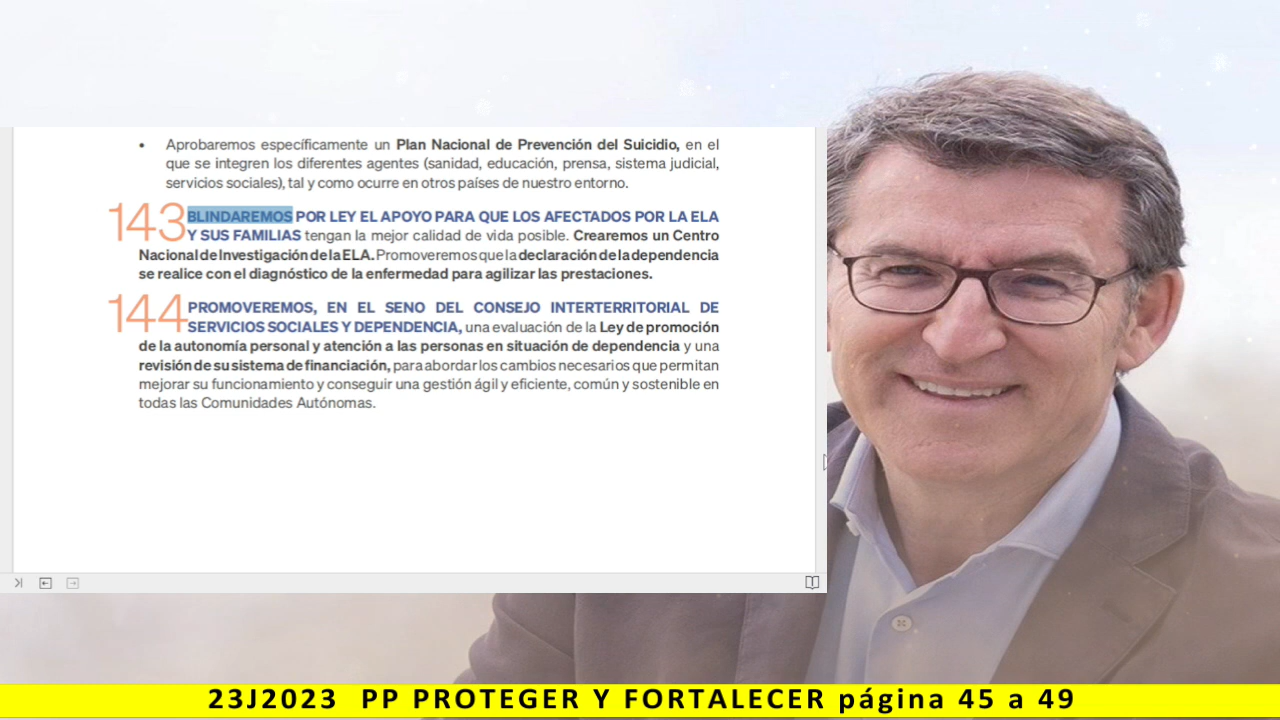 • Aprobaremos específicamente un Plan Nacional de Prevención del Suicidio, en el
que se integren los diferentes agentes (sanidad, educación, prensa, sistema judicial,
servicios sociales), tal y como ocurre en otros países de nuestro entorno.
143 BLINDAREMOS POR LEY EL APOYO PARA QUE LOS AFECTADOS POR LA ELA
Y SUS FAMILIAS tengan la mejor calidad de vida posible. Crearemos un Centro
Nacional de Investigación de la ELA. Promoveremos que la declaración de la dependencia
se realice con el diagnóstico de la enfermedad para agilizar las prestaciones.
144 PROMOVEREMOS, EN EL SENO DEL CONSEJO INTERTERRITORIAL DE
SERVICIOS SOCIALES Y DEPENDENCIA, una evaluación de la Ley de promoción
de la autonomía personal y atención a las personas en situación de dependencia y una
revisión de su sistema de financiación, para abordar los cambios necesarios que permitan
mejorar su funcionamiento y conseguir una gestión ágil y eficiente, común y sostenible en
todas las Comunidades Autónomas.
23J2023 PP PROTEGER Y FORTALECER página 45 a 49